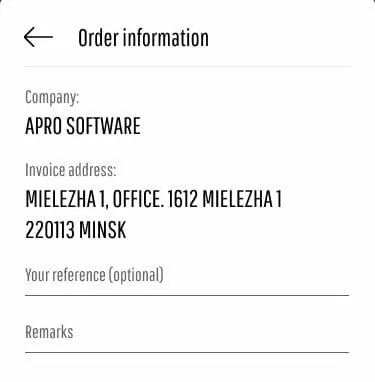 Order information
Company:
APRO SOFTWARE
Invoice address:
MIELEZHA 1, OFFICE. 1612 MIELEZHA 1
220113 MINSK
Your reference (optional)
Remarks